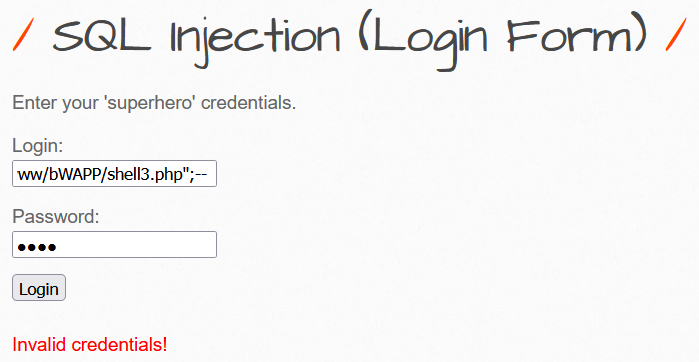 / SQL Injection (Login Form) /
Enter your 'superhero' credentials.
Login:
ww/bWAPP/shell3.php";--
Password:
●●●●
Login
Invalid credentials!